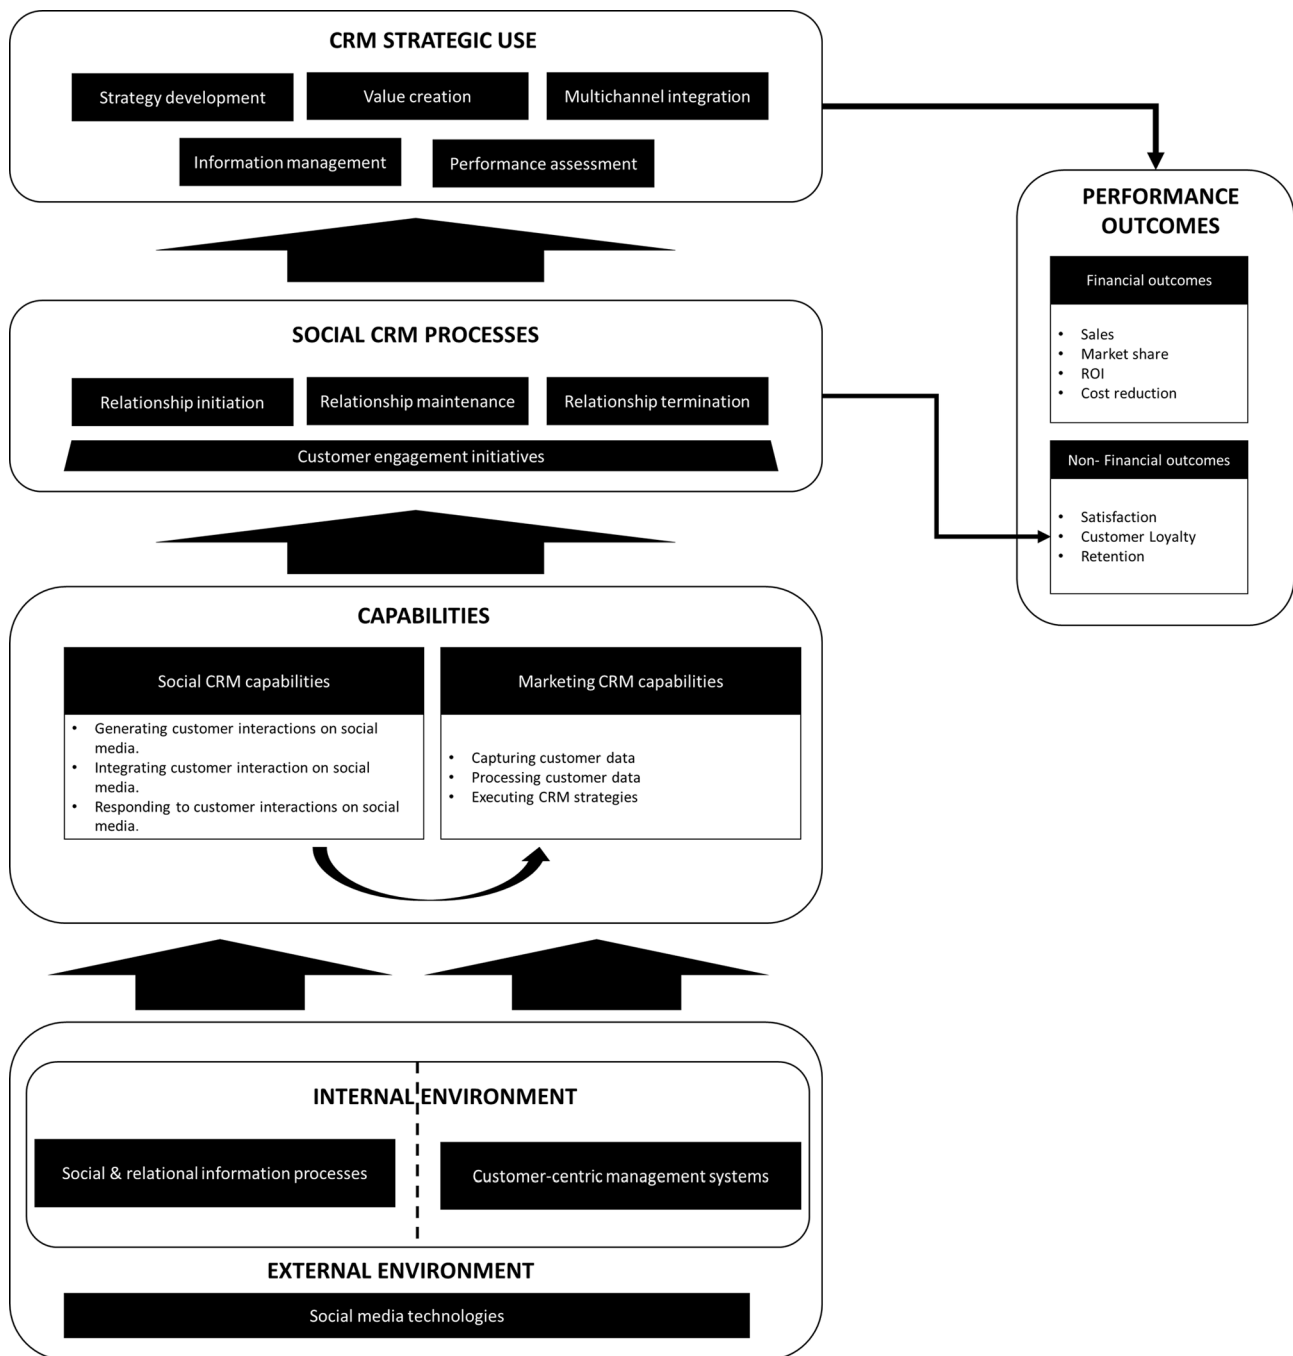 CRM STRATEGIC USE
Strategy development
Value creation
Multichannel integration
Information management
Performance assessment
PERFORMANCE
OUTCOMES
Financial outcomes
• Sales
• Market share
• ROI
• Cost reduction
Non- Financial outcomes
• Satisfaction
• Customer Loyalty
• Retention
SOCIAL CRM PROCESSES
Relationship initiation
Relationship maintenance
Relationship termination
Customer engagement initiatives
CAPABILITIES
Social CRM capabilities
• Generating customer interactions on social
media.
• Integrating customer interaction on social
media.
• Responding to customer interactions on social
media.
Marketing CRM capabilities
• Capturing customer data
• Processing customer data
• Executing CRM strategies
INTERNAL ENVIRONMENT
Social & relational information processes
Customer-centric management systems
EXTERNAL ENVIRONMENT
Social media technologies